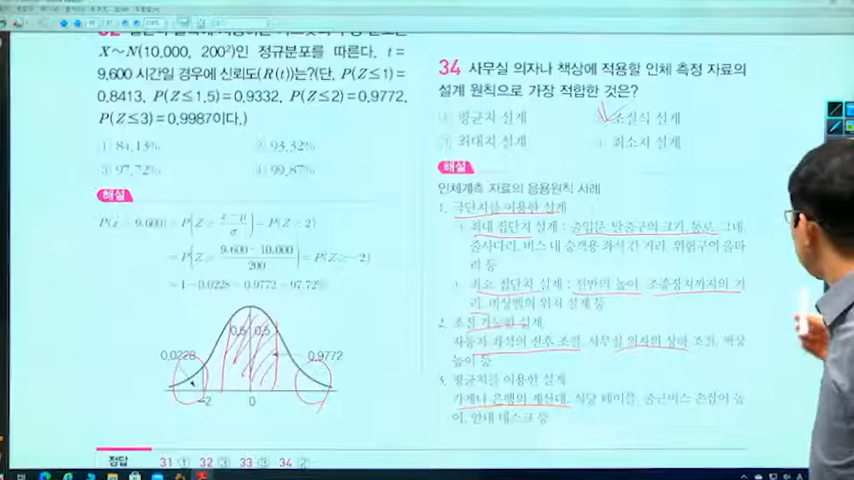 X~N(10,000, 200²)인 정규분포를 따른다. t=
9,600 시간일 경우에 신뢰도(R(t))는?(단, P(Z≤1)=
0.8413, P(Z≤1.5)=0.9332, P(Z≤2)=0.9772,
P(Z≤3)=0.9987이다.)
① 84.13% ② 93.32%
③ 97.72% ④ 99.87%
해설
=1-0.0228=0.9772=97.72%
0.5 0.5
0.0228 0.9772
-2 0
34 사무실 의자나 책상에 적용할 인체 측정 자료의
설계 원칙으로 가장 적합한 것은?
① 평균치 설계 ② 조절식 설계
③ 최대치 설계 ④ 최소치 설계
해설
인체계측 자료의 응용원칙 사례
1. 극단치를 이용한 설계
최대 집단치 설계 : 출입문, 탈출구의 크기, 통로, 그네,
줄사다리, 버스 내 승객용 좌석 간 거리, 위험구역 울타
리 등
최소 집단치 설계 : 선반의 높이, 조종장치까지의 거
리, 비상벨의 위치 설계 등
2. 조절 가능한 설계
자동차 좌석의 전후 조절, 사무실 의자의 상하 조절, 책상
높이 등
3. 평균치를 이용한 설계
가게나 은행의 계산대, 식당 테이블, 출근버스 손잡이 높
이, 안내 데스크 등
정답 31 ① 32 ③ 33 ③ 34 ②